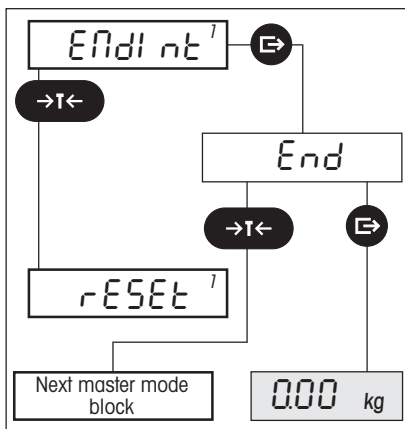 EndI nt 1
→T←
End
→T←
rESEt 1
Next master mode
block
0.00 kg